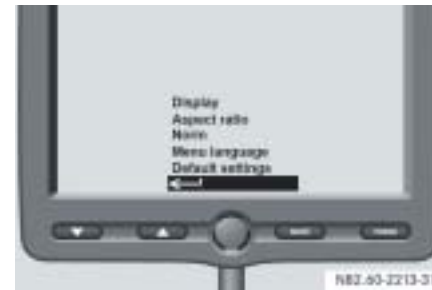 Display
Aspect ratio
Norm
Menu language
Default settings
N82.60-2213-31